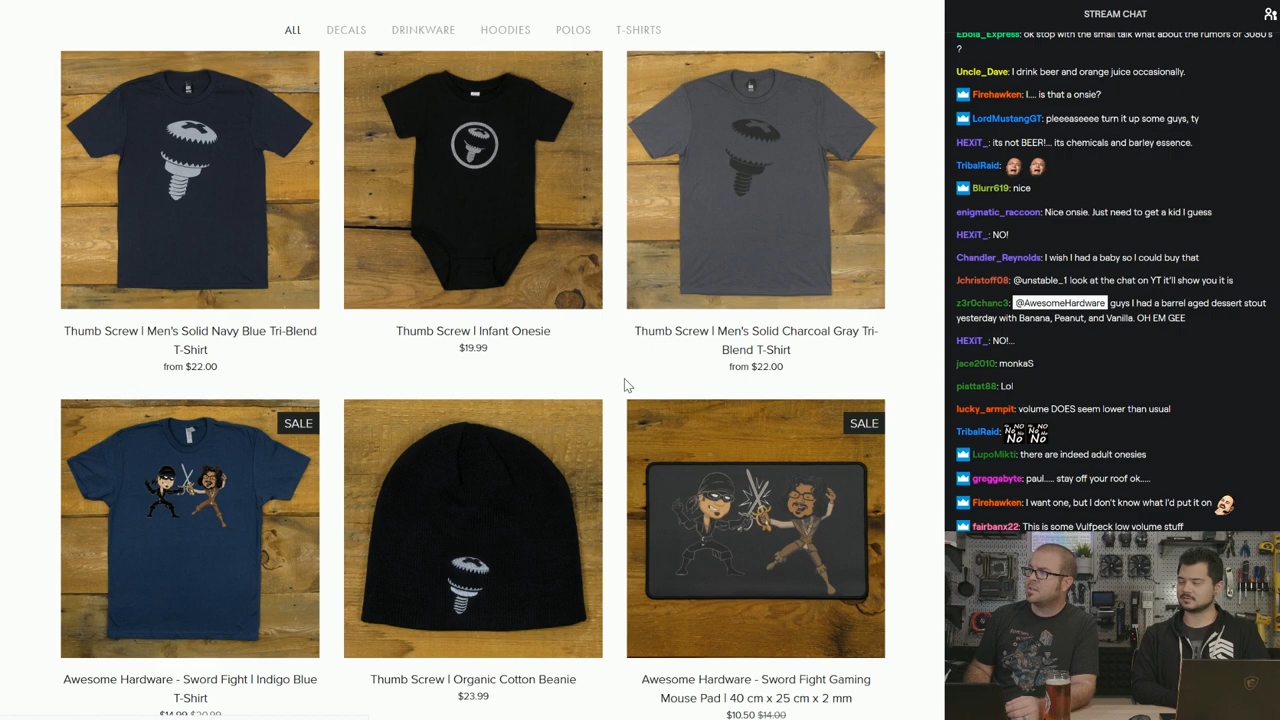 ALL DECALS DRINKWARE HOODIES POLOS T-SHIRTS
Thumb Screw | Men's Solid Navy Blue Tri-Blend
T-Shirt
from $22.00
Thumb Screw | Infant Onesie
$19.99
Thumb Screw | Men's Solid Charcoal Gray Tri-
Blend T-Shirt
from $22.00
SALE
SALE
Awesome Hardware - Sword Fight | Indigo Blue
T-Shirt
$14.99 $20.99
Thumb Screw | Organic Cotton Beanie
$23.99
Awesome Hardware - Sword Fight Gaming
Mouse Pad | 40 cm x 25 cm x 2 mm
$10.50 $14.00
STREAM CHAT
Ebola_Express: ok stop with the small talk what about the rumors of 3080's
?
Uncle_Dave: I drink beer and orange juice occasionally.
Firehawken: I.... is that a onsie?
LordMustangGT: pleeeaseeee turn it up some guys, ty
HEXiT_: its not BEER!... its chemicals and barley essence.
TribalRaid:
Blurr619: nice
enigmatic_raccoon: Nice onsie. Just need to get a kid I guess
HEXiT_: NO!
Chandler_Reynolds: I wish I had a baby so I could buy that
Jchristoff08: @unstable_1 look at the chat on YT it'll show you it is
z3r0chanc3: @AwesomeHardware guys I had a barrel aged dessert stout
yesterday with Banana, Peanut, and Vanilla. OH EM GEE
HEXiT_: NO!...
jace2010: monkaS
piattat88: Lol
lucky_armpit: volume DOES seem lower than usual
TribalRaid: No No No No No No
LupoMikti: there are indeed adult onesies
greggabyte: paul..... stay off your roof ok.....
Firehawken: I want one, but I don't know what I'd put it on
fairbanx22: This is some Vulfpeck low volume stuff